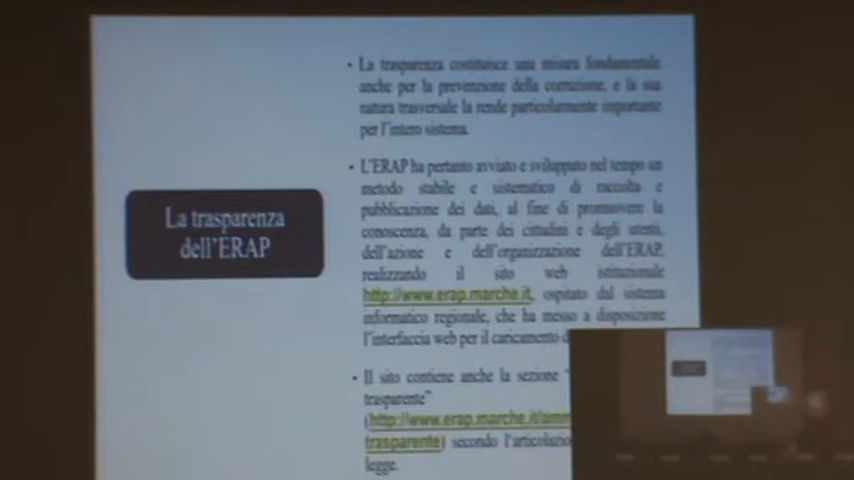 La trasparenza
dell'ERAP
• La trasparenza costituisce una misura fondamentale
anche per la prevenzione della corruzione, e la sua
natura trasversale la rende particolarmente importante
per l'intero sistema.
• L'ERAP ha pertanto avviato e sviluppato nel tempo un
metodo stabile e sistematico di raccolta e
pubblicazione dei dati, al fine di promuovere la
conoscenza, da parte dei cittadini e degli utenti,
dell'azione e dell'organizzazione dell'ERAP,
realizzando il sito web istituzionale
http://www.erap.marche.it, ospitato dal sistema
informatico regionale, che ha messo a disposizione
l'interfaccia web per il caricamento
• Il sito contiene anche la sezione "
trasparente"
(http://www.erap.marche.it/amm
trasparente) secondo l'articolazio
legge.